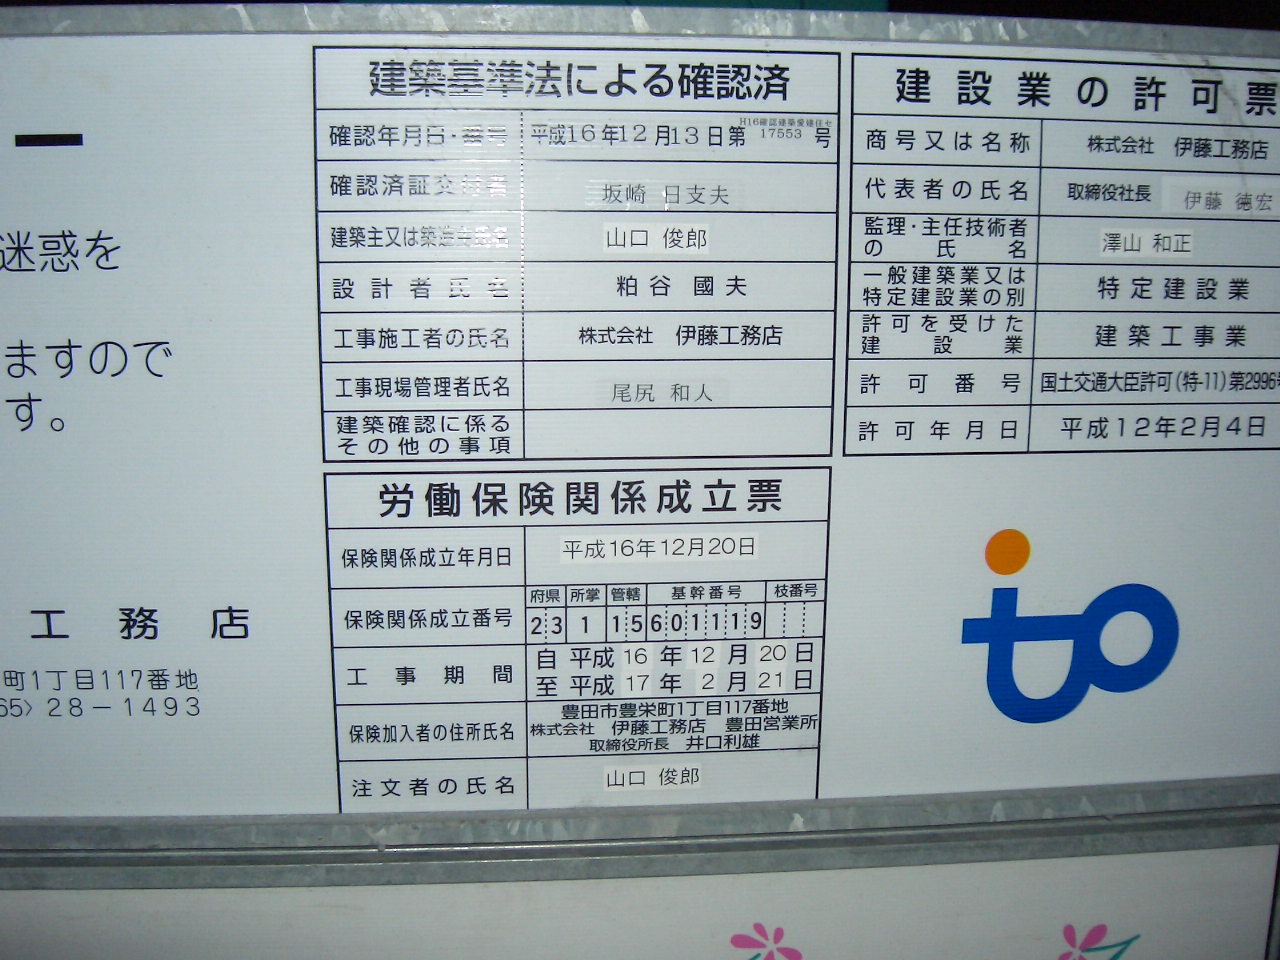 ー
迷惑を
ますので
す。
工務店
町1丁目117番地
65〉28－1493
建築基準法による確認済
確認年月日・番号 平成16年12月13日第 H16確認建築愛建住セ 17553 号
確認済証交付者 坂崎 日支夫
建築主又は築造主氏名 山口 俊郎
設計者氏名 粕谷 國夫
工事施工者の氏名 株式会社 伊藤工務店
工事現場管理者氏名 尾尻 和人
建築確認に係る
その他の事項
建設業の許可票
商号又は名称 株式会社 伊藤工務店
代表者の氏名 取締役社長 伊藤 徳宏
監理・主任技術者
の氏名 澤山 和正
一般建築業又は
特定建設業の別 特定建設業
許可を受けた
建設業 建築工事業
許可番号 国土交通大臣許可(特-11)第2996号
許可年月日 平成12年2月4日
労働保険関係成立票
保険関係成立年月日 平成16年12月20日
府県 所掌 管轄 基幹番号 枝番号
保険関係成立番号 23 1 15 601119
工事期間 自 平成 16 年 12 月 20 日
至 平成 17 年 2 月 21 日
豊田市豊栄町1丁目117番地
保険加入者の住所氏名 株式会社 伊藤工務店 豊田営業所
取締役所長 井口利雄
注文者の氏名 山口 俊郎
ito